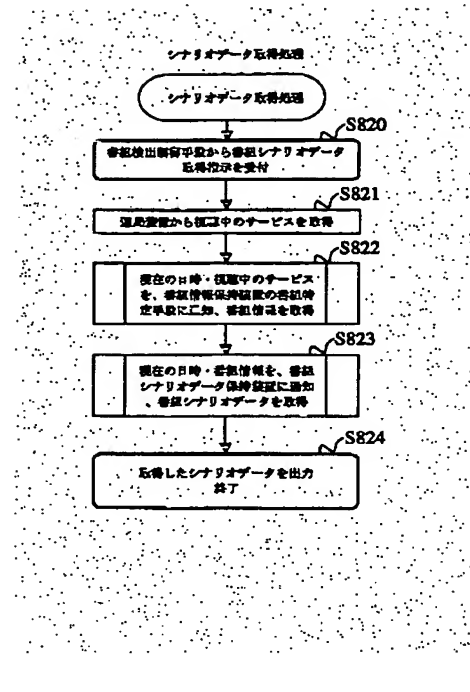 シナリオデータ取得処理
シナリオデータ取得処理
S820
番組検出制御手段から番組シナリオデータ
取得指示を受付
S821
選局装置から視聴中のサービスを取得
S822
現在の日時・視聴中のサービス
を、番組情報保持装置の番組特
定手段に通知、番組情報を取得
S823
現在の日時・番組情報を、番組
シナリオデータ保持装置に通知
、番組シナリオデータを取得
S824
取得したシナリオデータを出力
終了